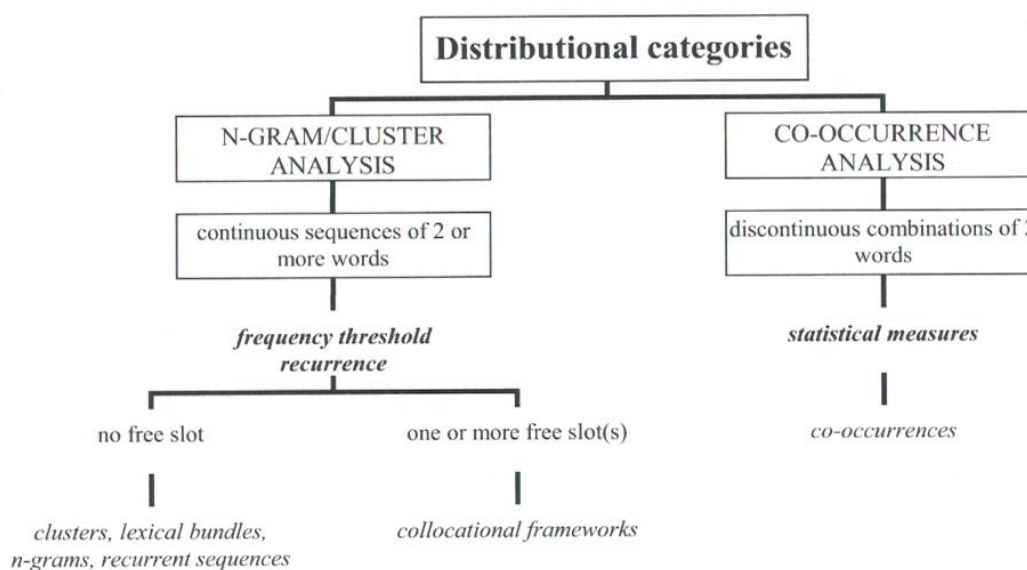 Distributional categories
N-GRAM/CLUSTER
ANALYSIS
CO-OCCURRENCE
ANALYSIS
continuous sequences of 2 or
more words
discontinuous combinations of
words
frequency threshold
recurrence
statistical measures
no free slot
one or more free slot(s)
co-occurrences
clusters, lexical bundles,
n-grams, recurrent sequences
collocational frameworks